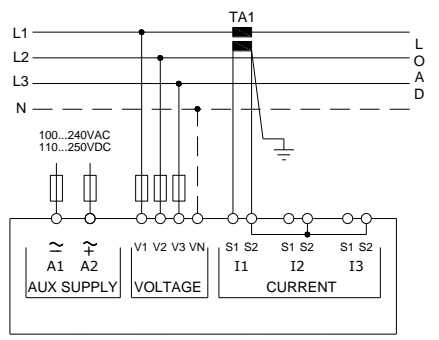 TA1
L1
L2
L3
N
LOAD
100...240VAC
110...250VDC
V1 V2 V3 VN
S1 S2 S1 S2 S1 S2
A1 A2
I1 I2 I3
AUX SUPPLY VOLTAGE CURRENT